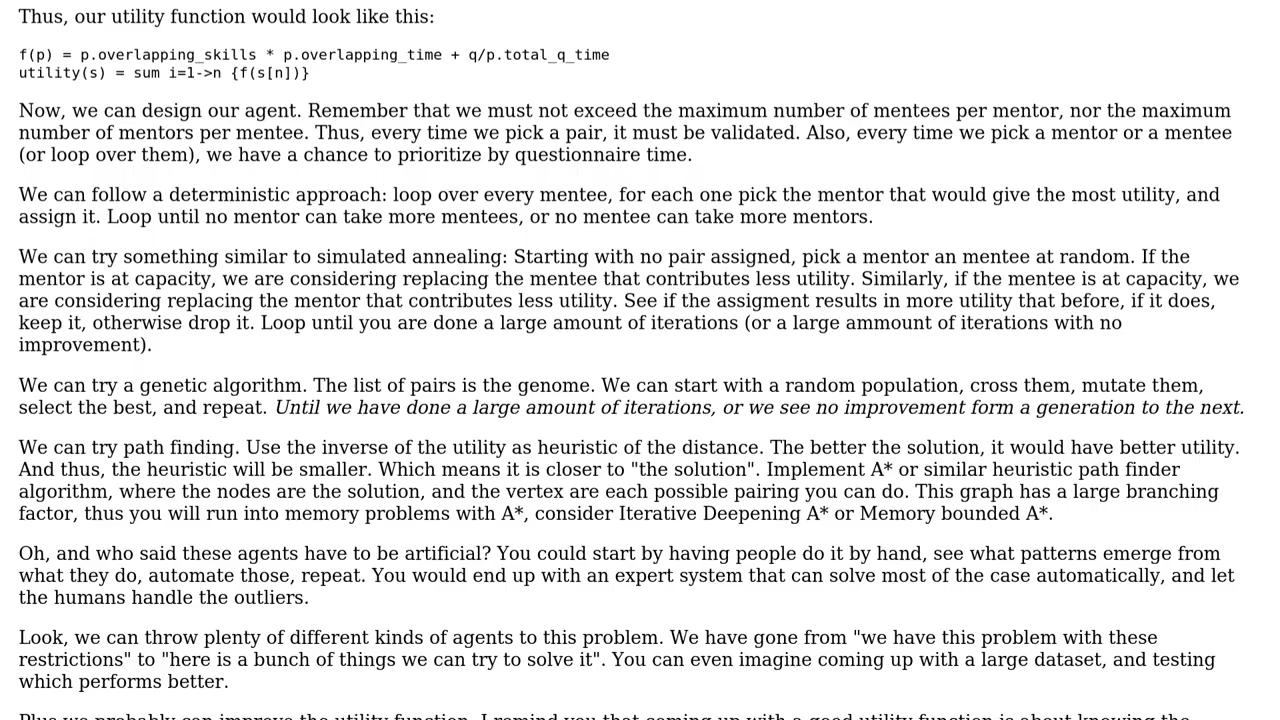 Thus, our utility function would look like this:
f(p) = p.overlapping_skills * p.overlapping_time + q/p.total_q_time
utility(s) = sum i=1->n {f(s[n])}
Now, we can design our agent. Remember that we must not exceed the maximum number of mentees per mentor, nor the maximum
number of mentors per mentee. Thus, every time we pick a pair, it must be validated. Also, every time we pick a mentor or a mentee
(or loop over them), we have a chance to prioritize by questionnaire time.
We can follow a deterministic approach: loop over every mentee, for each one pick the mentor that would give the most utility, and
assign it. Loop until no mentor can take more mentees, or no mentee can take more mentors.
We can try something similar to simulated annealing: Starting with no pair assigned, pick a mentor an mentee at random. If the
mentor is at capacity, we are considering replacing the mentee that contributes less utility. Similarly, if the mentee is at capacity, we
are considering replacing the mentor that contributes less utility. See if the assigment results in more utility that before, if it does,
keep it, otherwise drop it. Loop until you are done a large amount of iterations (or a large ammount of iterations with no
improvement).
We can try a genetic algorithm. The list of pairs is the genome. We can start with a random population, cross them, mutate them,
select the best, and repeat. Until we have done a large amount of iterations, or we see no improvement form a generation to the next.
We can try path finding. Use the inverse of the utility as heuristic of the distance. The better the solution, it would have better utility.
And thus, the heuristic will be smaller. Which means it is closer to "the solution". Implement A* or similar heuristic path finder
algorithm, where the nodes are the solution, and the vertex are each possible pairing you can do. This graph has a large branching
factor, thus you will run into memory problems with A*, consider Iterative Deepening A* or Memory bounded A*.
Oh, and who said these agents have to be artificial? You could start by having people do it by hand, see what patterns emerge from
what they do, automate those, repeat. You would end up with an expert system that can solve most of the case automatically, and let
the humans handle the outliers.
Look, we can throw plenty of different kinds of agents to this problem. We have gone from "we have this problem with these
restrictions" to "here is a bunch of things we can try to solve it". You can even imagine coming up with a large dataset, and testing
which performs better.
Plus we probably can improve the utility function. I remind you that coming up with a good utility function is about knowing the